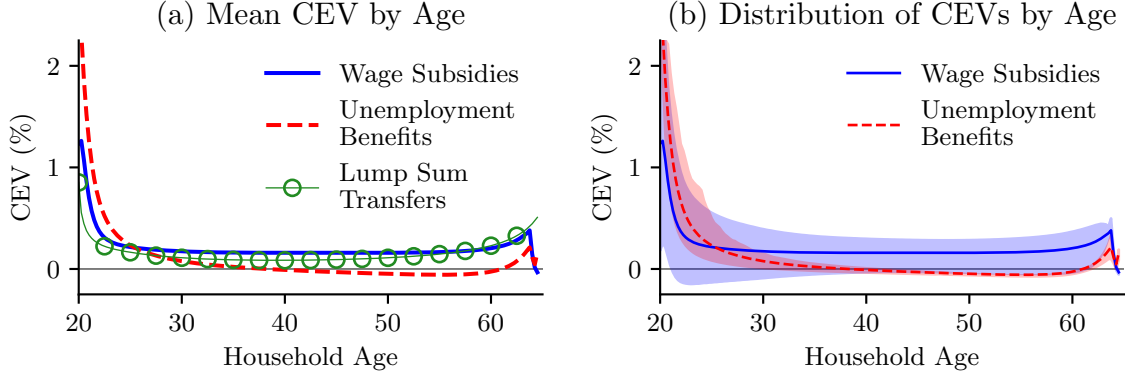 (a) Mean CEV by Age
CEV (%)
2
1
0
Wage Subsidies
Unemployment
Benefits
Lump Sum
Transfers
20 30 40 50 60
Household Age
(b) Distribution of CEVs by Age
CEV (%)
2
1
0
Wage Subsidies
Unemployment
Benefits
20 30 40 50 60
Household Age